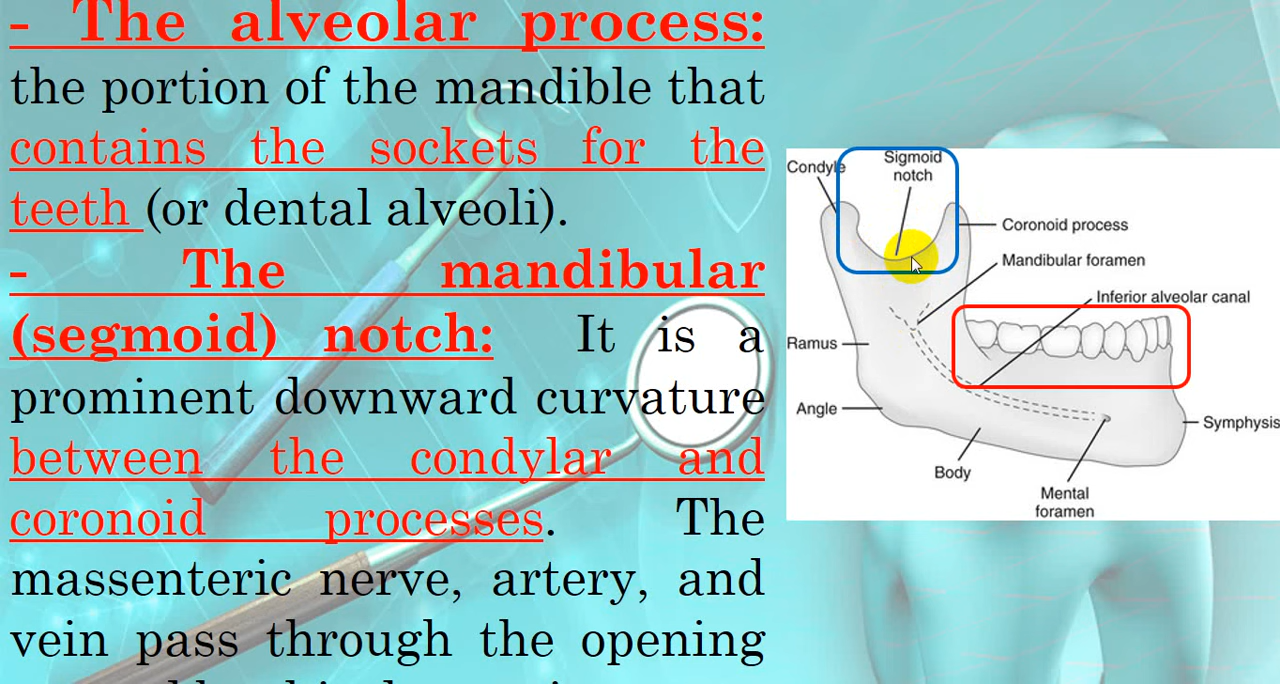 - The alveolar process:
the portion of the mandible that
contains the sockets for the
teeth (or dental alveoli).
- The mandibular
(segmoid) notch: It is a
prominent downward curvature
between the condylar and
coronoid processes. The
massenteric nerve, artery, and
vein pass through the opening
Condyle
Sigmoid
notch
Coronoid process
Mandibular foramen
Inferior alveolar canal
Ramus
Angle
Symphysis
Body
Mental
foramen